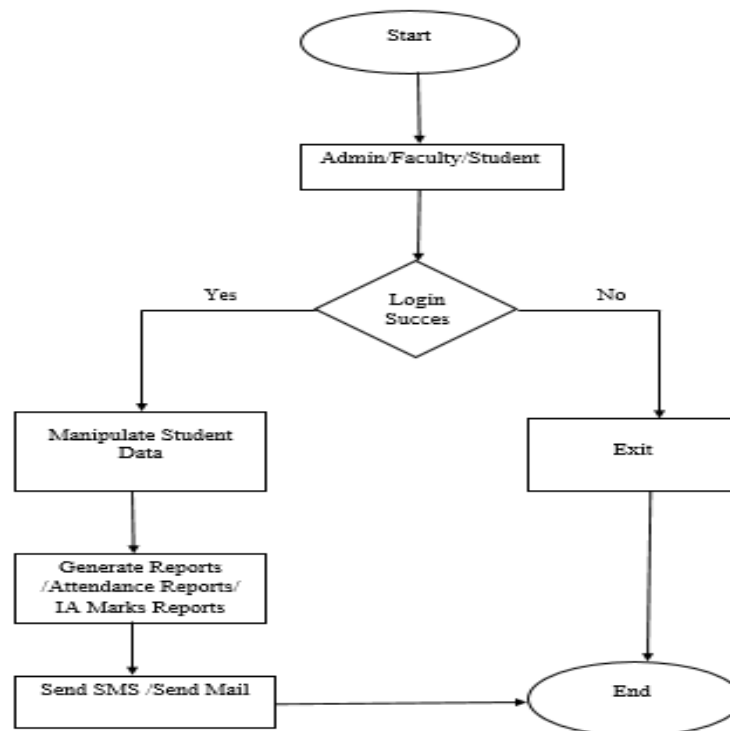 Start
Admin/Faculty/Student
Login
Succes
Yes
No
Manipulate Student
Data
Exit
Generate Reports
/Attendance Reports/
IA Marks Reports
Send SMS /Send Mail
End